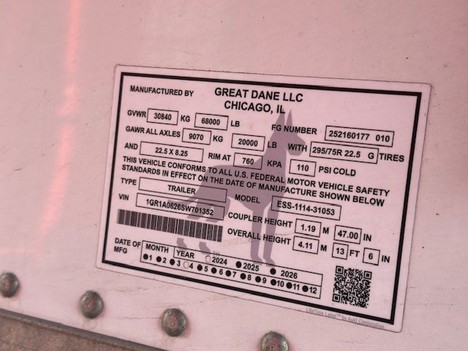 MANUFACTURED BY GREAT DANE LLC
CHICAGO, IL
GVWR 30840 KG 68000 LB FG NUMBER 252160177 010
GAWR ALL AXLES 9070 KG 20000 LB WITH 295/75R 22.5 G TIRES
AND 22.5 X 8.25 RIM AT 760 KPA 110 PSI COLD
THIS VEHICLE CONFORMS TO ALL U.S. FEDERAL MOTOR VEHICLE SAFETY
STANDARDS IN EFFECT ON THE DATE OF MANUFACTURE SHOWN BELOW
TYPE TRAILER MODEL ESS-1114-31053
VIN 1GR1A0626SW701352 COUPLER HEIGHT 1.19 M 47.00 IN
OVERALL HEIGHT 4.11 M 13 FT 6 IN
DATE OF MFG MONTH YEAR 2024 2025 2026
1 2 3 4 5 6 7 8 9 10 11 12